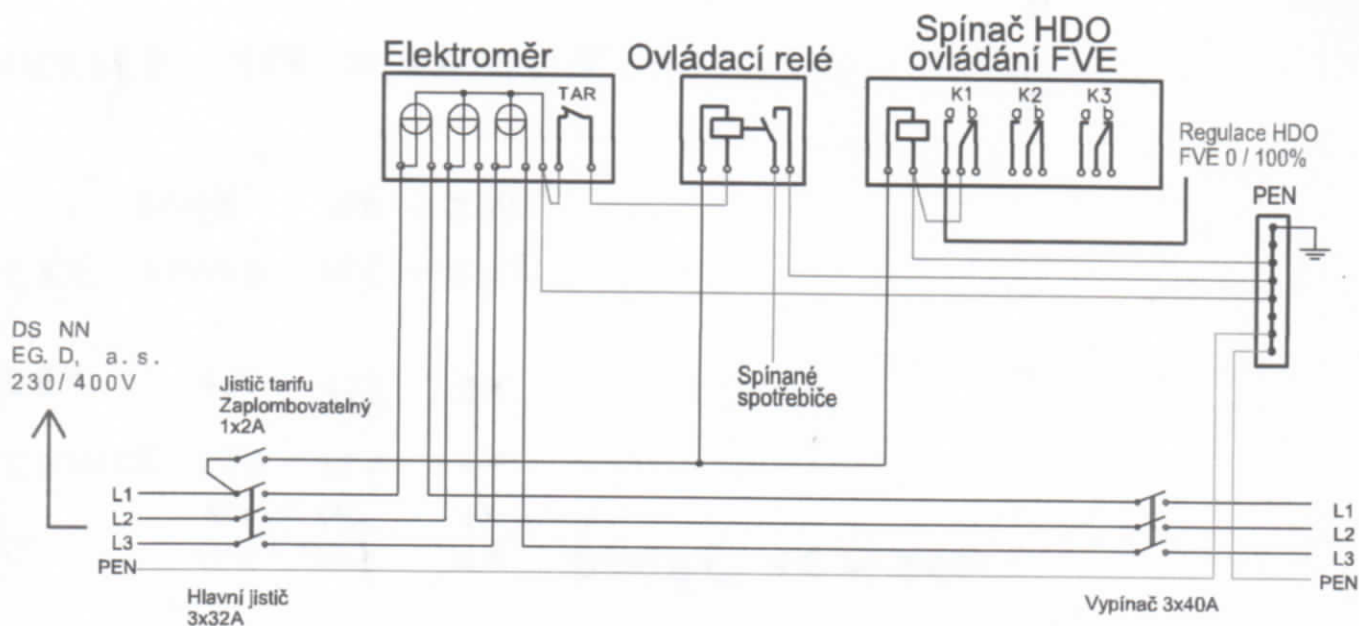 Elektroměr
Ovládací relé
Spínač HDO
ovládání FVE
TAR
K1
K2
K3
a b
a b
a b
Regulace HDO
FVE 0 / 100%
PEN
DS NN
EG. D, a. s.
230/ 400V
Jistič tarifu
Zaplombovatelný
1x2A
Spínané
spotřebiče
L1
L2
L3
PEN
L1
L2
L3
PEN
Hlavní jistič
3x32A
Vypínač 3x40A